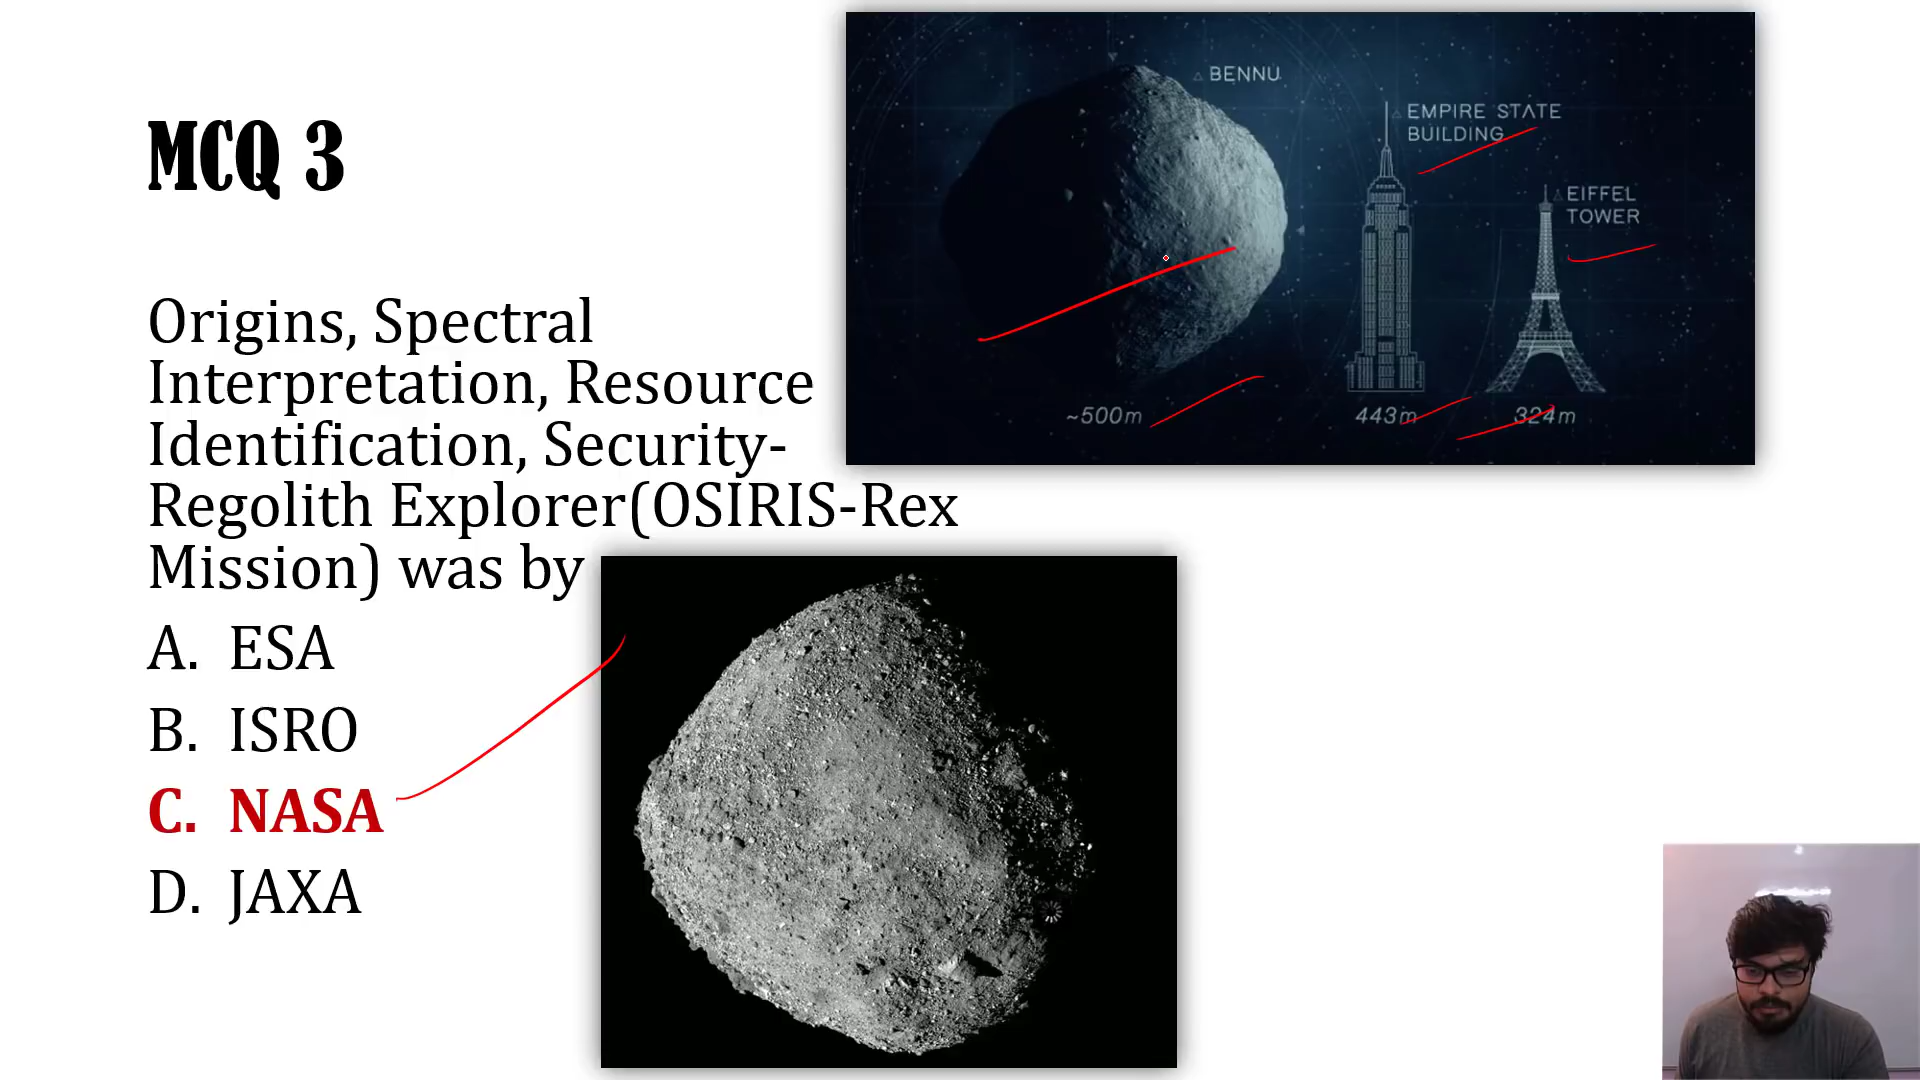 MCQ 3
Origins, Spectral
Interpretation, Resource
Identification, Security-
Regolith Explorer(OSIRIS-Rex
Mission) was by
A. ESA
B. ISRO
C. NASA
D. JAXA
BENNU
EMPIRE STATE
BUILDING
EIFFEL
TOWER
~500m
443m
324m